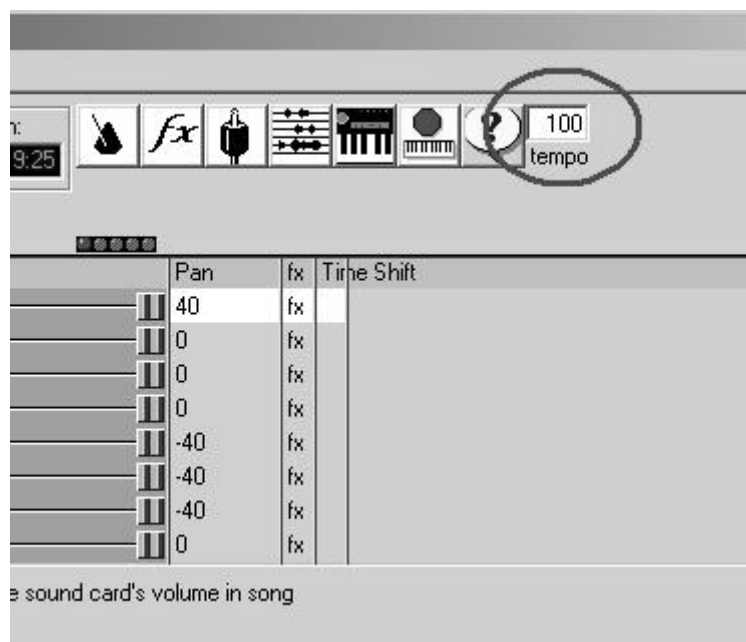 n:
9:25
fx
?
100
tempo
Pan fx Time Shift
40 fx
0 fx
0 fx
0 fx
-40 fx
-40 fx
-40 fx
0 fx
e sound card's volume in song